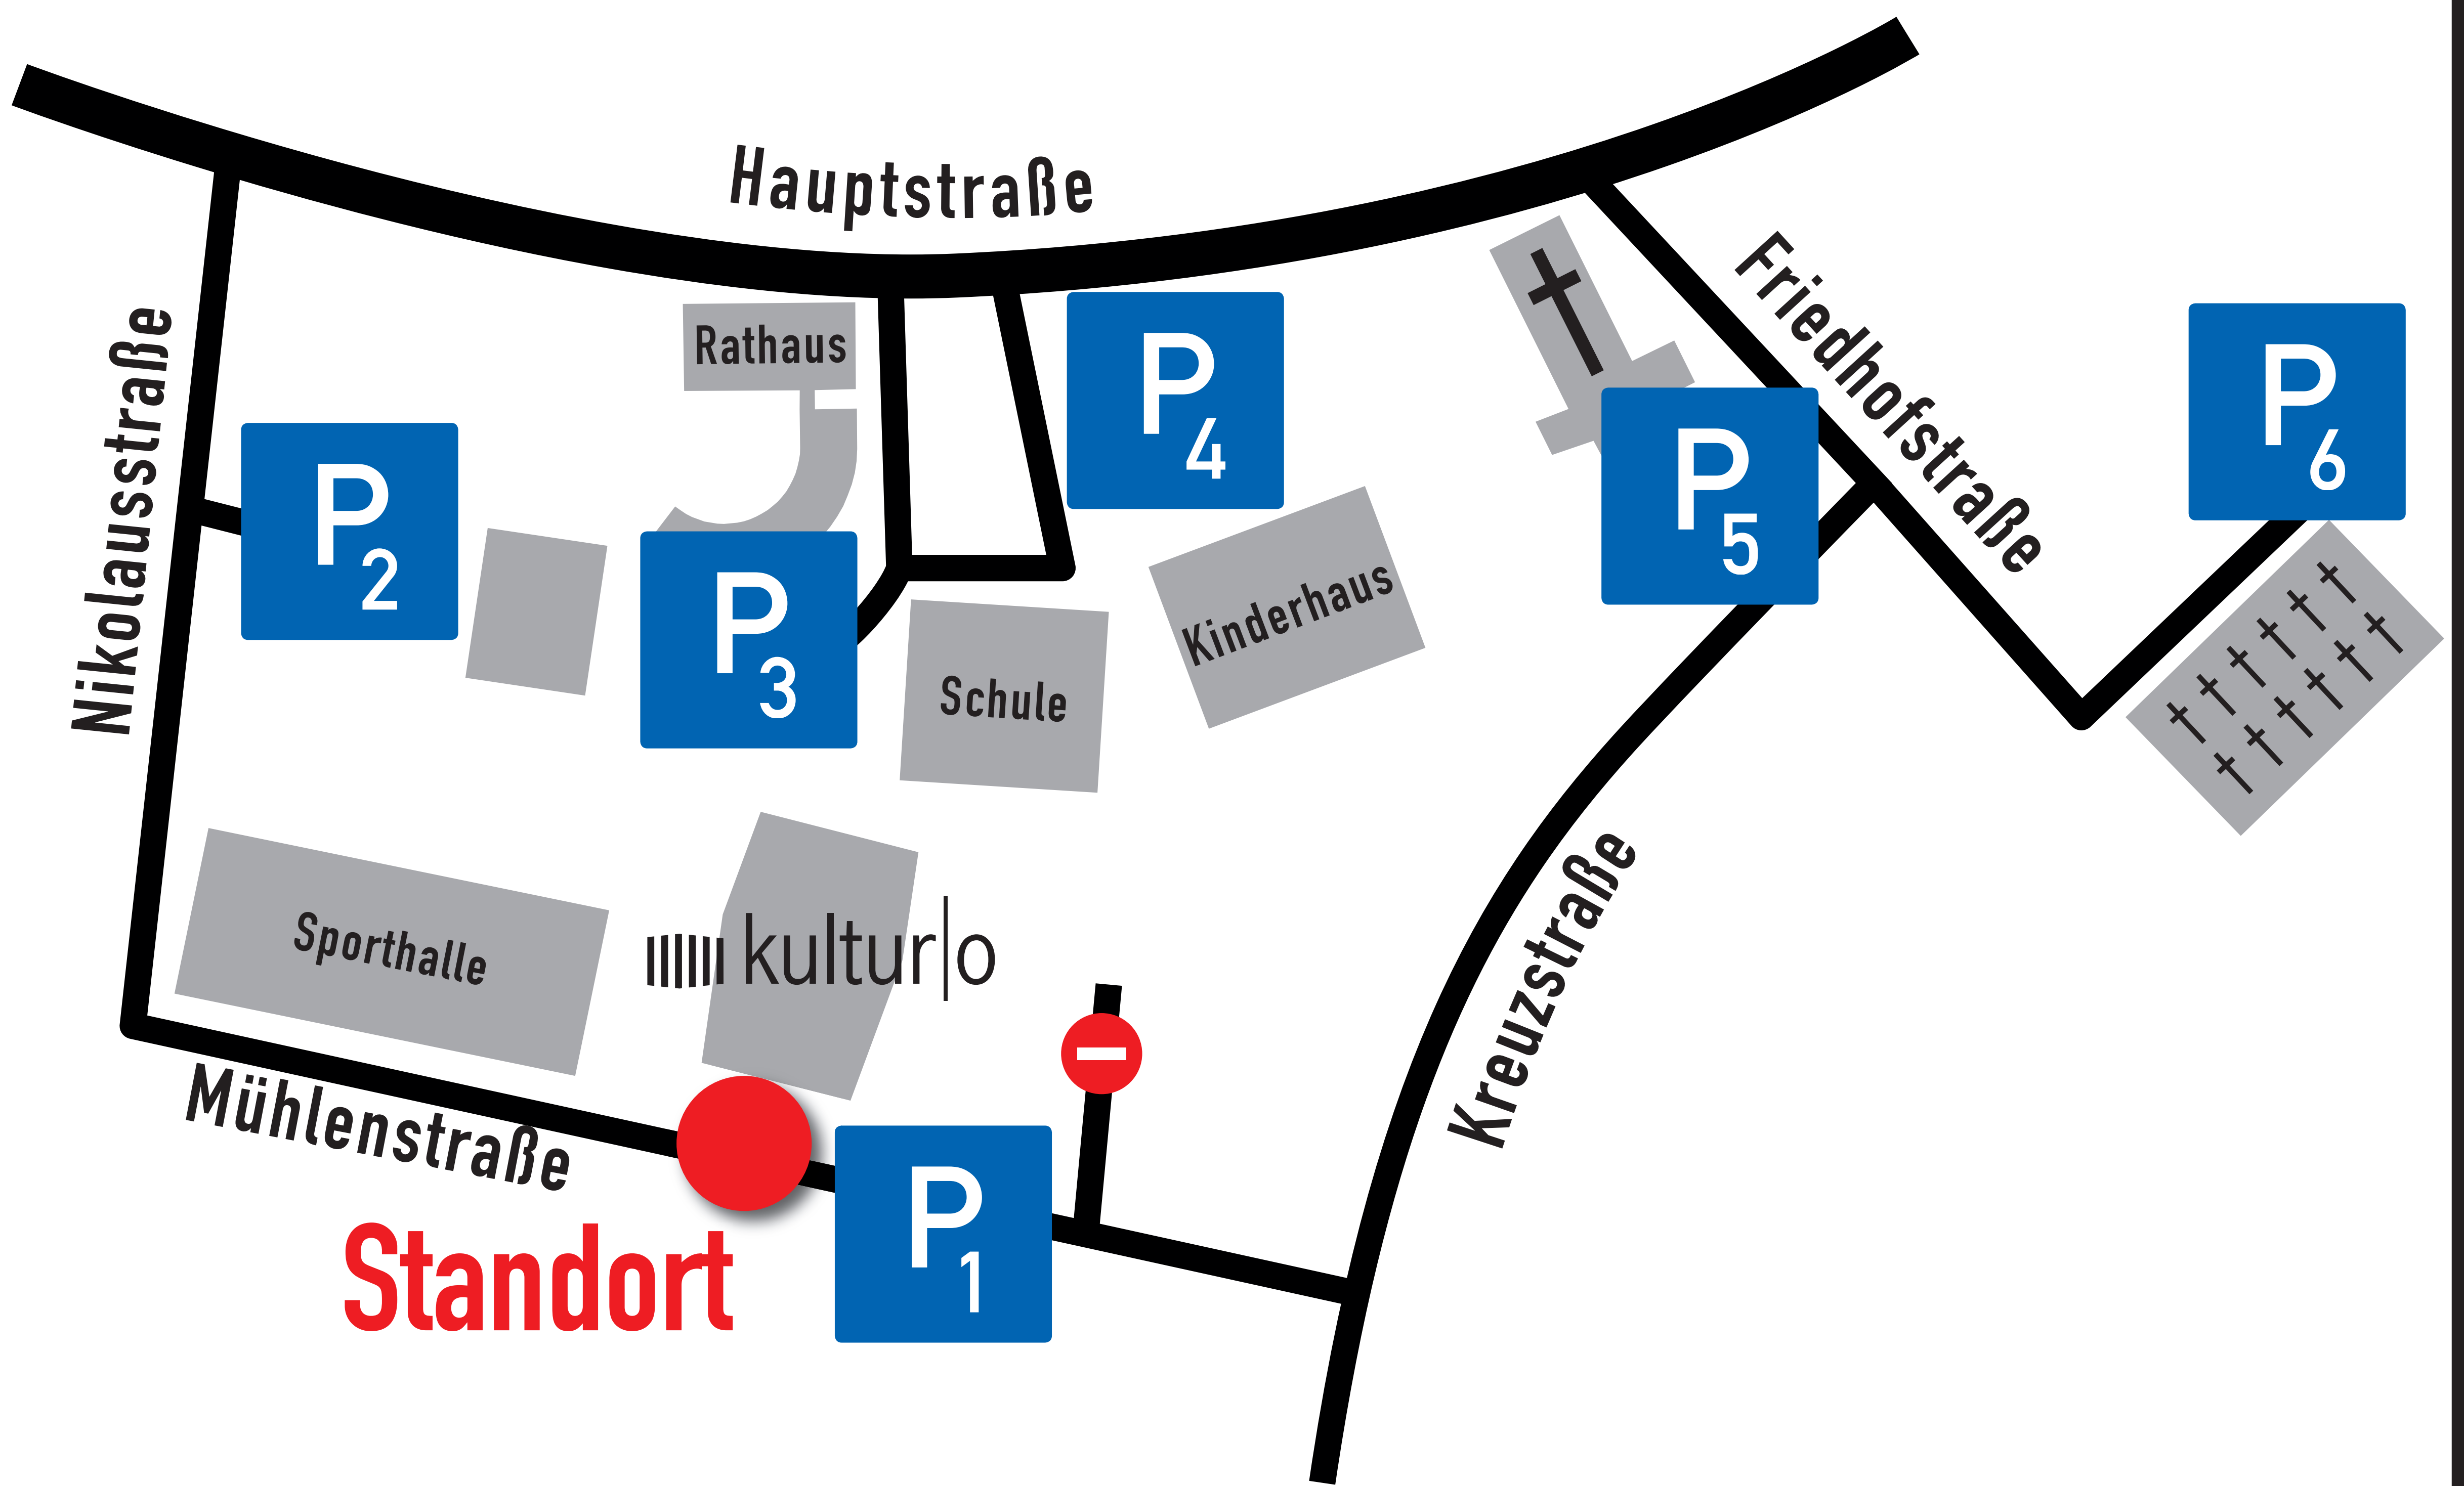 Hauptstraße
Nikolausstraße
Rathaus
Friedhofstraße
P4
P6
P2
P5
P3
Kinderhaus
Schule
Sporthalle
kultur|o
Kreuzstraße
Mühlenstraße
P1
Standort